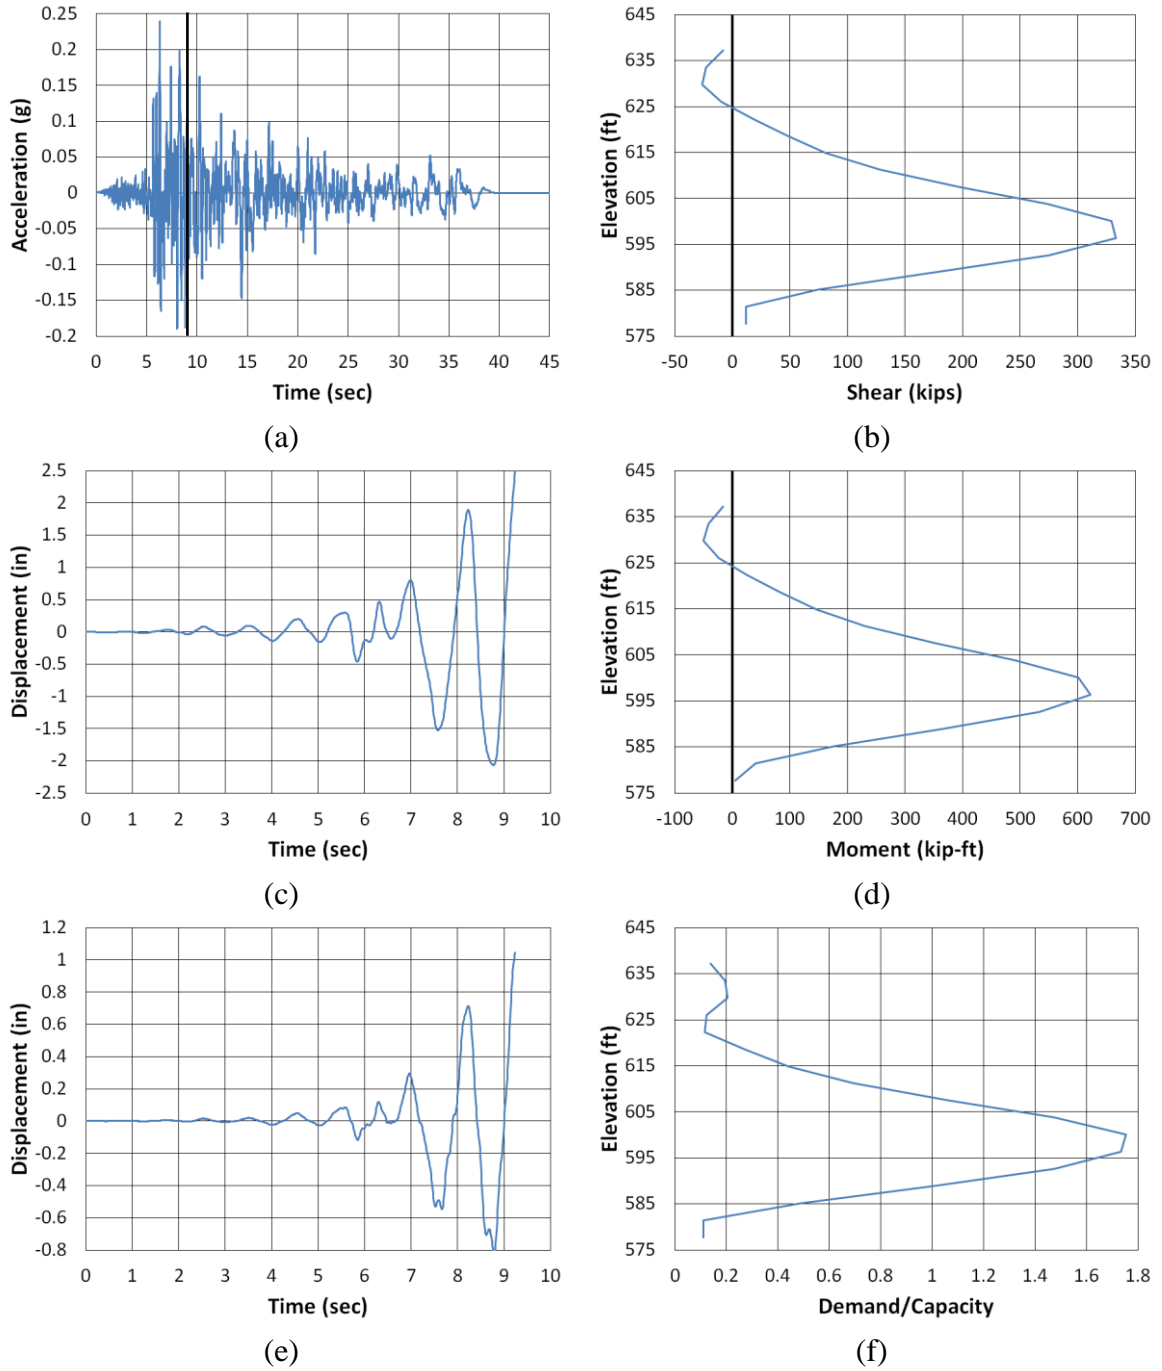 0.25
0.2
0.15
0.1
0.05
0
-0.05
-0.1
-0.15
-0.2
Acceleration (g)
0 5 10 15 20 25 30 35 40 45
Time (sec)
(a)
645
635
625
615
605
595
585
575
Elevation (ft)
-50 0 50 100 150 200 250 300 350
Shear (kips)
(b)
2.5
2
1.5
1
0.5
0
-0.5
-1
-1.5
-2
-2.5
Displacement (in)
0 1 2 3 4 5 6 7 8 9 10
Time (sec)
(c)
645
635
625
615
605
595
585
575
Elevation (ft)
-100 0 100 200 300 400 500 600 700
Moment (kip-ft)
(d)
1.2
1
0.8
0.6
0.4
0.2
0
-0.2
-0.4
-0.6
-0.8
Displacement (in)
0 1 2 3 4 5 6 7 8 9 10
Time (sec)
(e)
645
635
625
615
605
595
585
575
Elevation (ft)
0 0.2 0.4 0.6 0.8 1 1.2 1.4 1.6 1.8
Demand/Capacity
(f)